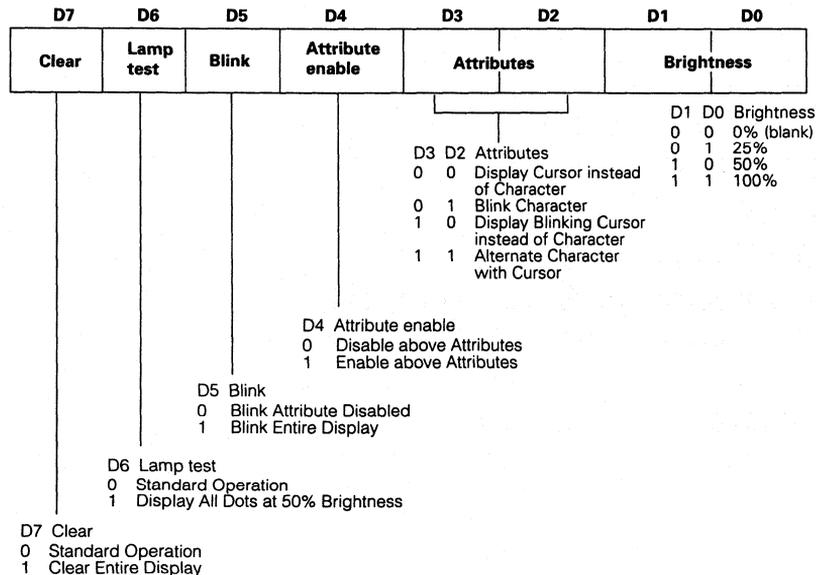 D7 D6 D5 D4 D3 D2 D1 D0
Clear
Lamp
test
Blink
Attribute
enable
Attributes
Brightness
D1 D0 Brightness
0 0 0% (blank)
0 1 25%
1 0 50%
1 1 100%
D3 D2 Attributes
0 0 Display Cursor instead
of Character
0 1 Blink Character
1 0 Display Blinking Cursor
instead of Character
1 1 Alternate Character
with Cursor
D4 Attribute enable
0 Disable above Attributes
1 Enable above Attributes
D5 Blink
0 Blink Attribute Disabled
1 Blink Entire Display
D6 Lamp test
0 Standard Operation
1 Display All Dots at 50% Brightness
D7 Clear
0 Standard Operation
1 Clear Entire Display